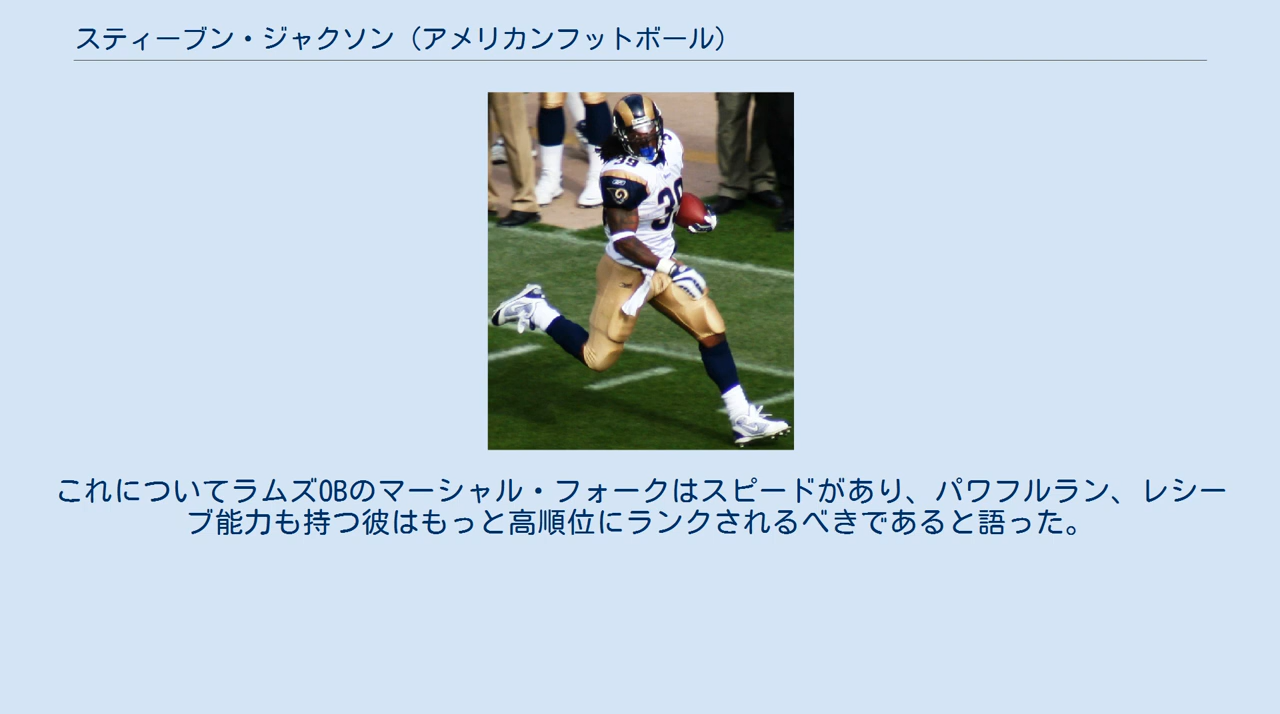 スティーブン・ジャクソン（アメリカンフットボール）
39
39
これについてラムズOBのマーシャル・フォークはスピードがあり、パワフルラン、レシー
ブ能力も持つ彼はもっと高順位にランクされるべきであると語った。